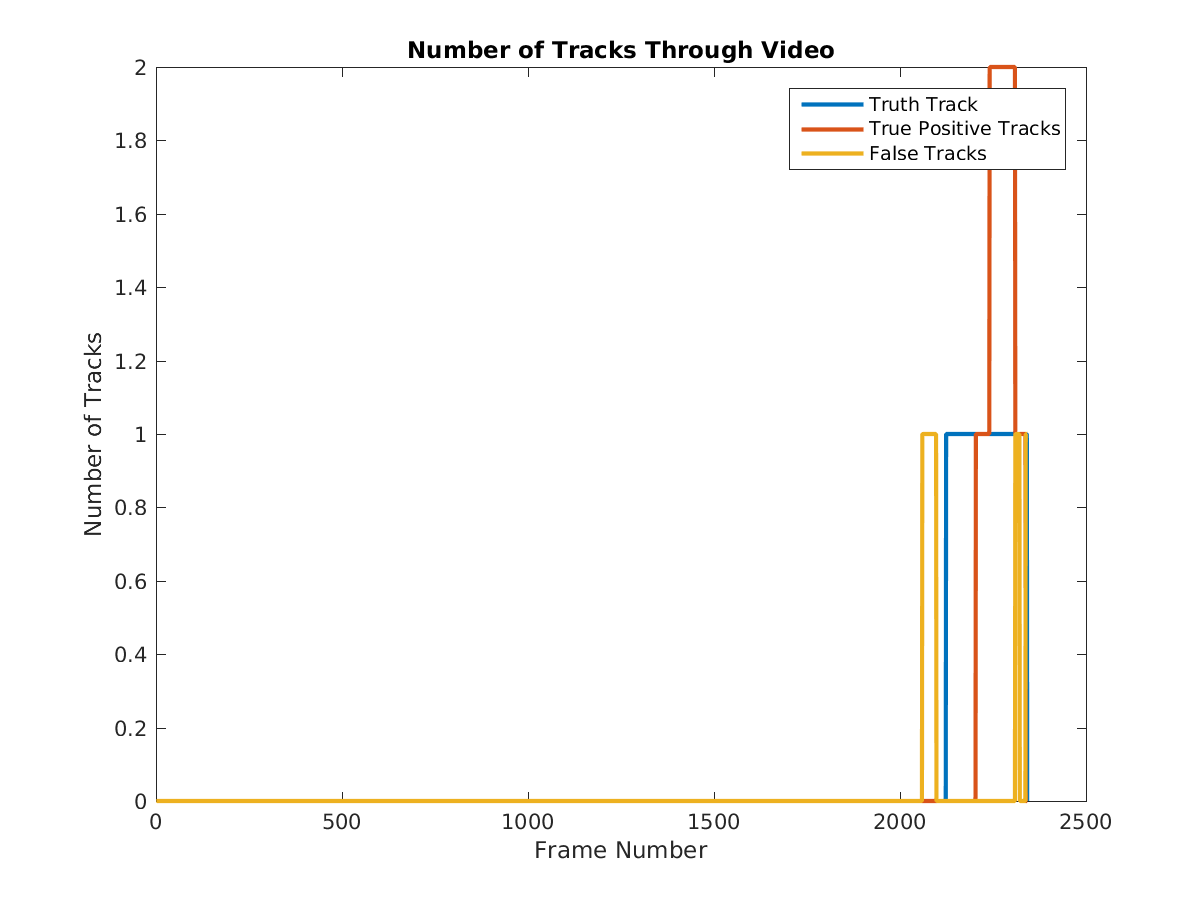 Number of Tracks Through Video
2
1.8
1.6
1.4
1.2
1
0.8
0.6
0.4
0.2
0
Number of Tracks
Truth Track
True Positive Tracks
False Tracks
0 500 1000 1500 2000 2500
Frame Number